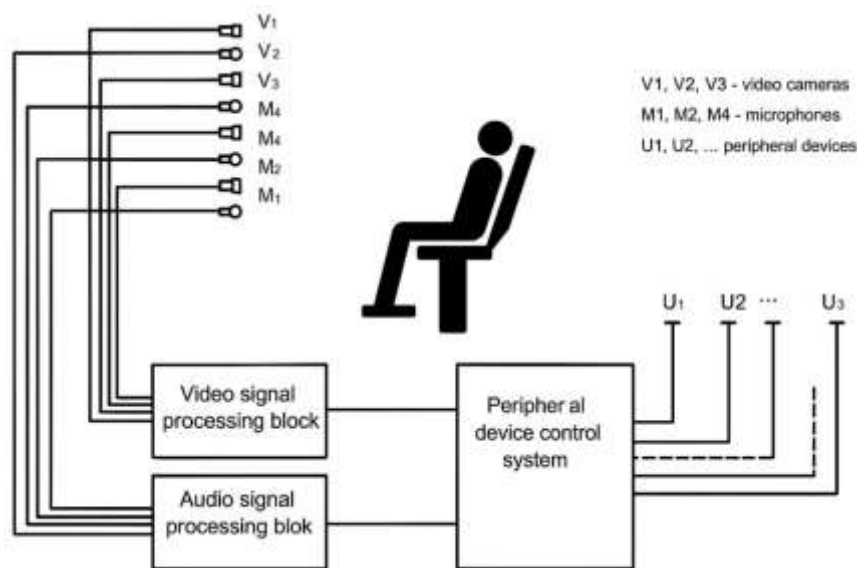 V1
V2
V3
M4
M4
M2
M1
V1, V2, V3 - video cameras
M1, M2, M4 - microphones
U1, U2, ... peripheral devices
U1 U2 ... U3
Video signal
processing block
Peripher al
device control
system
Audio signal
processing blok